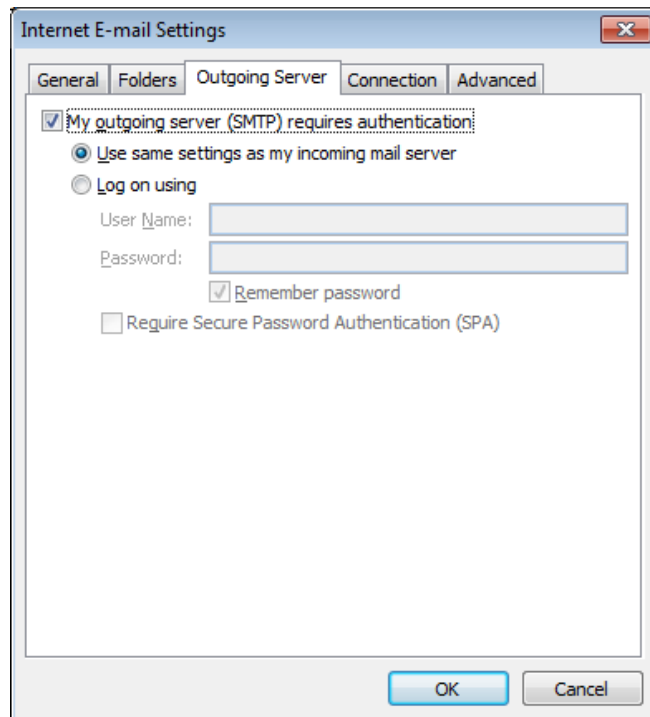 Internet E-mail Settings
General Folders Outgoing Server Connection Advanced
My outgoing server (SMTP) requires authentication
Use same settings as my incoming mail server
Log on using
User Name:
Password:
Remember password
Require Secure Password Authentication (SPA)
OK Cancel